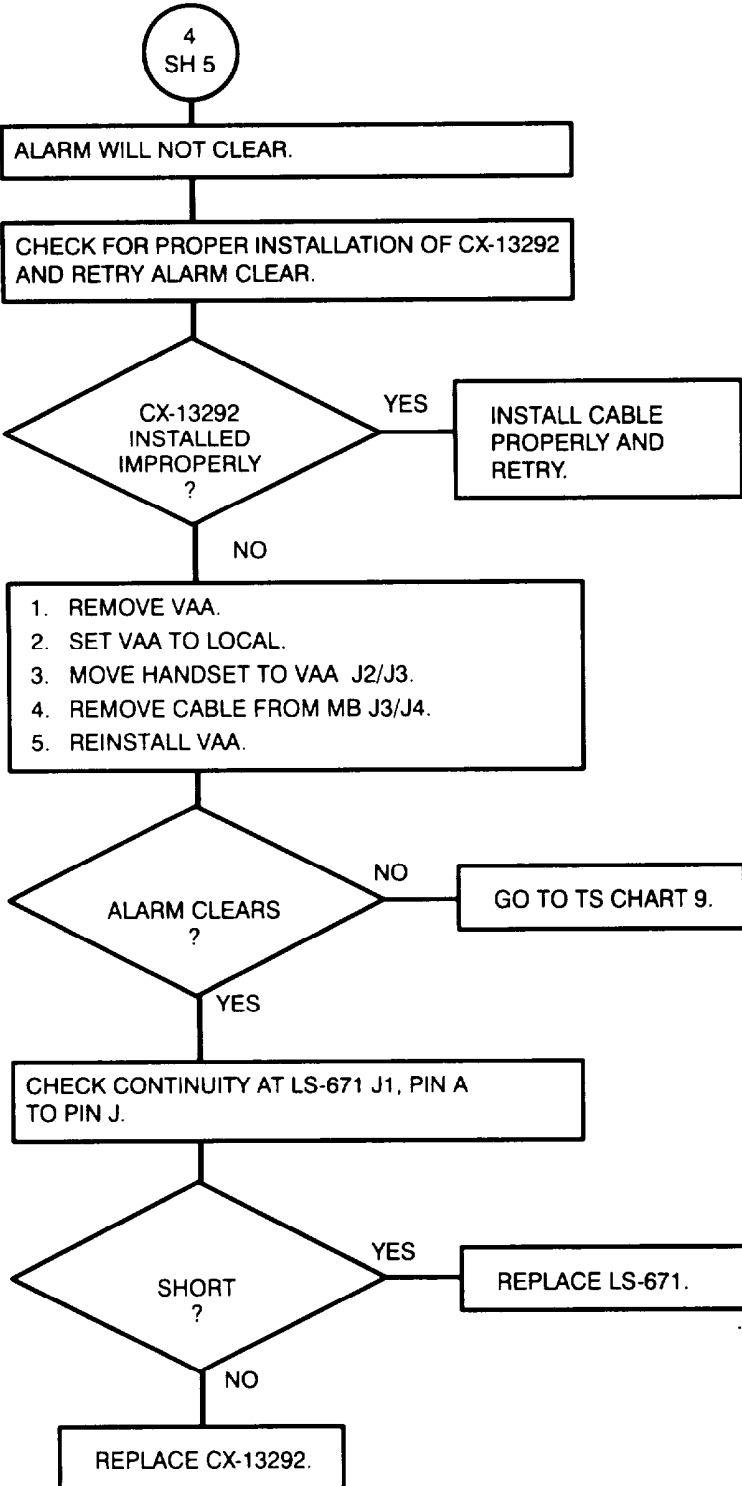 4
SH 5
ALARM WILL NOT CLEAR.
CHECK FOR PROPER INSTALLATION OF CX-13292
AND RETRY ALARM CLEAR.
CX-13292
INSTALLED
IMPROPERLY
?
YES
INSTALL CABLE
PROPERLY AND
RETRY.
NO
1. REMOVE VAA.
2. SET VAA TO LOCAL.
3. MOVE HANDSET TO VAA J2/J3.
4. REMOVE CABLE FROM MB J3/J4.
5. REINSTALL VAA.
ALARM CLEARS
?
NO
GO TO TS CHART 9.
YES
CHECK CONTINUITY AT LS-671 J1, PIN A
TO PIN J.
SHORT
?
YES
REPLACE LS-671.
NO
REPLACE CX-13292.